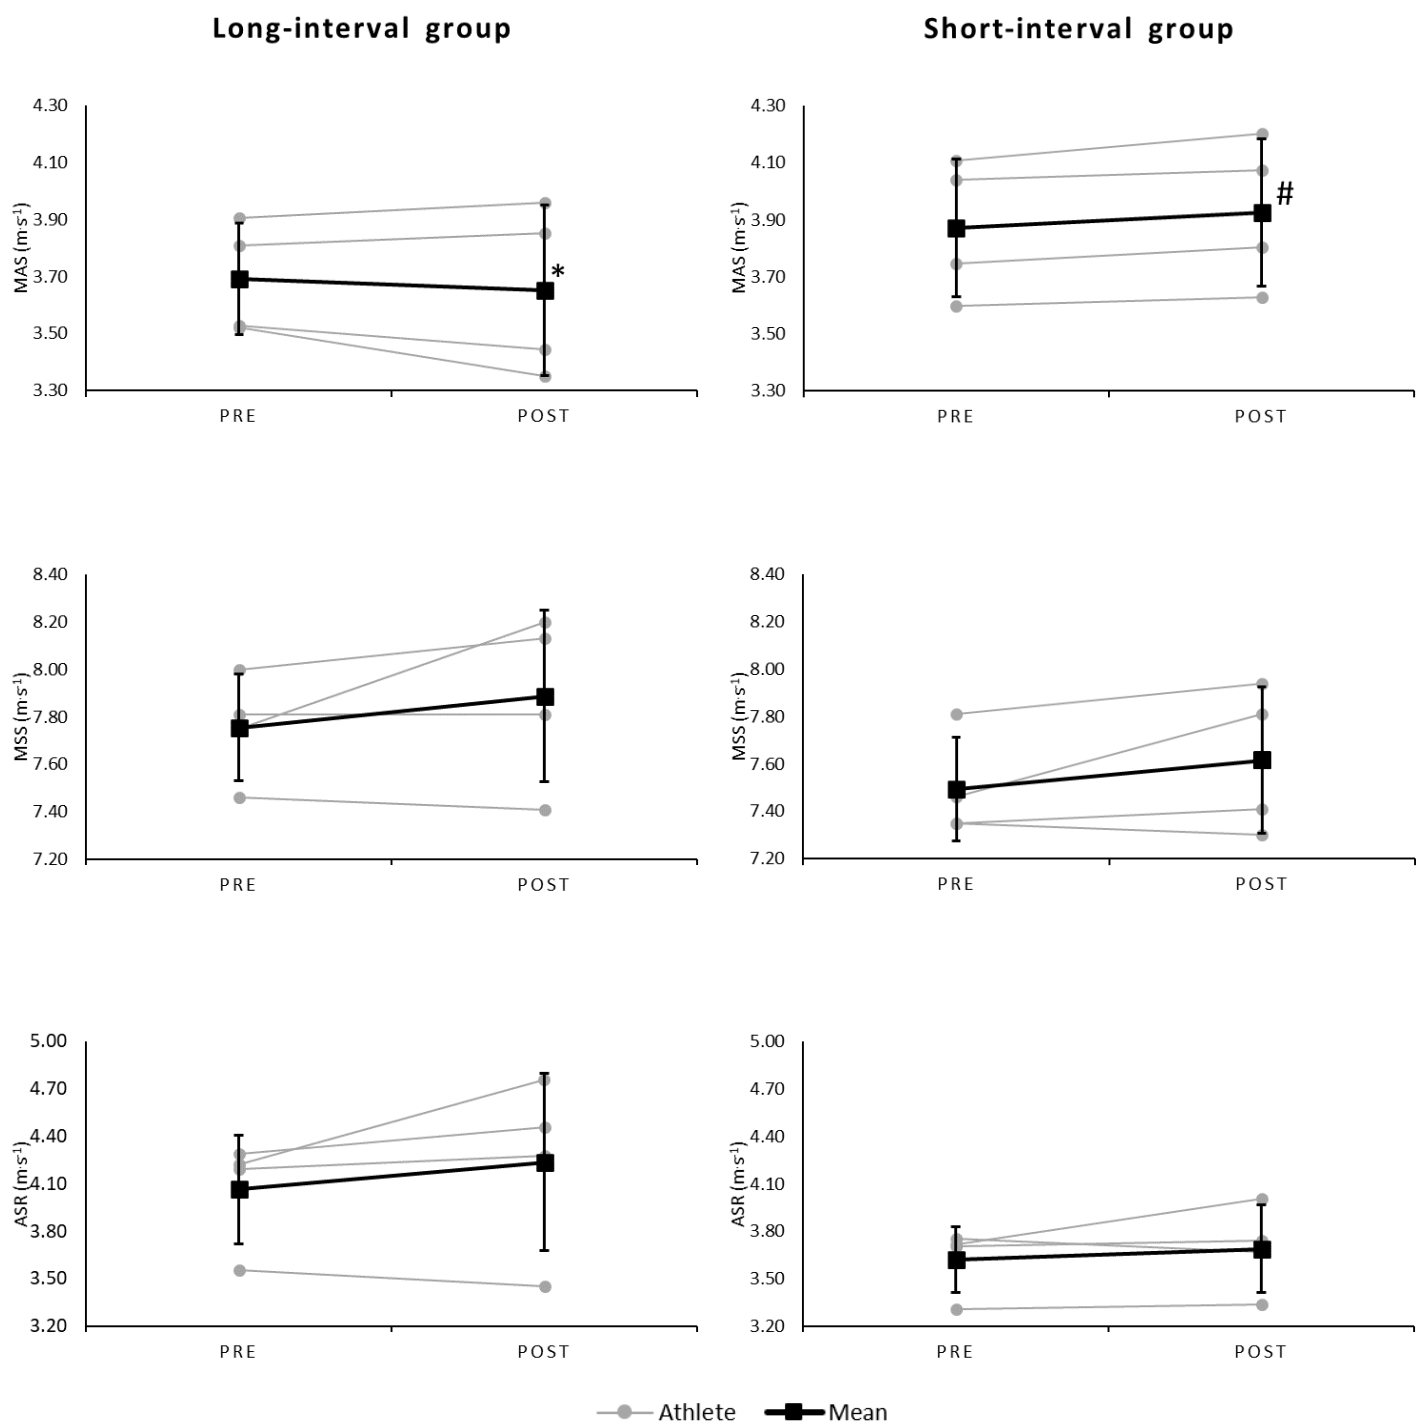 Long-interval group
Short-interval group
4.30
4.10
3.90
3.70
3.50
3.30
MAS (m·s⁻¹)
*
PRE
POST
4.30
4.10
3.90
3.70
3.50
3.30
MAS (m·s⁻¹)
#
PRE
POST
8.40
8.20
8.00
7.80
7.60
7.40
7.20
MSS (m·s⁻¹)
PRE
POST
8.40
8.20
8.00
7.80
7.60
7.40
7.20
MSS (m·s⁻¹)
PRE
POST
5.00
4.70
4.40
4.10
3.80
3.50
3.20
ASR (m·s⁻¹)
PRE
POST
5.00
4.70
4.40
4.10
3.80
3.50
3.20
ASR (m·s⁻¹)
PRE
POST
Athlete
Mean